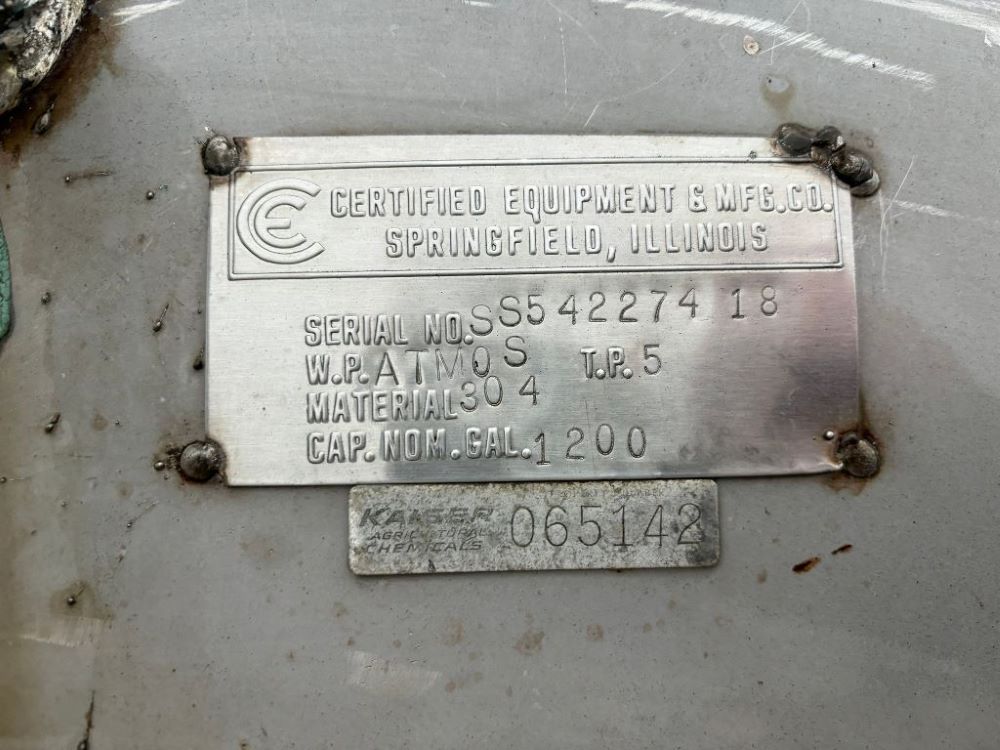 CEC CERTIFIED EQUIPMENT & MFG.CO.
SPRINGFIELD, ILLINOIS
SERIAL NO. SS542274 18
W.P. ATMOS T.P. 5
MATERIAL 304
CAP. NOM. GAL. 1200
KAISER
AGRICULTURAL
CHEMICALS
065142